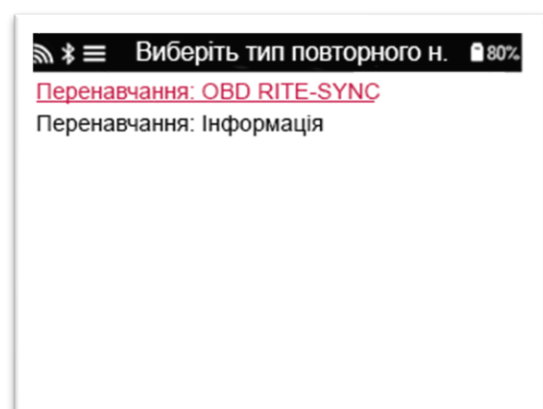 Виберіть тип повторного н. 80%
Перенавчання: OBD RITE-SYNC
Перенавчання: Інформація